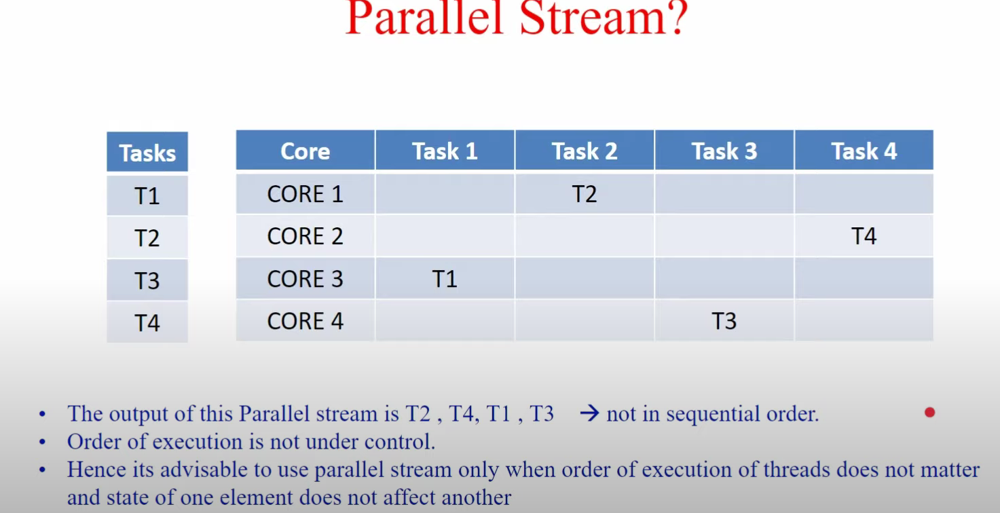 Parallel Stream?
Tasks
T1
T2
T3
T4
Core Task 1 Task 2 Task 3 Task 4
CORE 1 T2
CORE 2 T4
CORE 3 T1
CORE 4 T3
• The output of this Parallel stream is T2 , T4, T1 , T3 → not in sequential order.
• Order of execution is not under control.
• Hence its advisable to use parallel stream only when order of execution of threads does not matter
and state of one element does not affect another